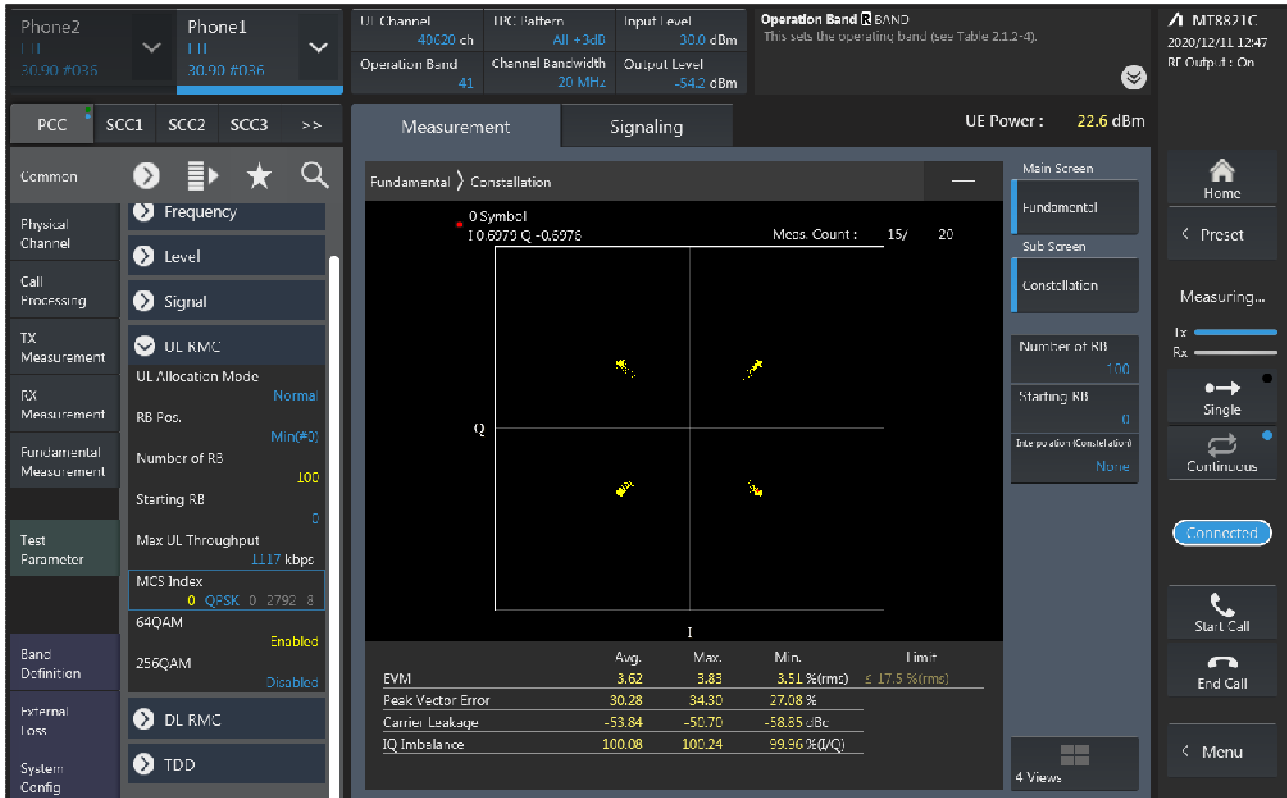 Phone2
30.90 #036
Phone1
30.90 #036
UL Channel
40620 ch
Operation Band
41
TPC Pattern
All +3dB
Channel Bandwidth
20 MHz
Input Level
30.0 dBm
Output Level
-54.2 dBm
Operation Band R BAND
This sets the operating band (see Table 2.1.2-4).
MT8821C
2020/12/11 12:47
RF Output : On
PCC SCC1 SCC2 SCC3 >>
Measurement Signaling
UE Power : 22.6 dBm
Common
Physical
Channel
Call
Processing
TX
Measurement
RX
Measurement
Fundamental
Measurement
Test
Parameter
Band
Definition
External
Loss
System
Config
Frequency
Level
Signal
UL RMC
UL Allocation Mode
Normal
RB Pos.
Min(#0)
Number of RB
100
Starting RB
0
Max UL Throughput
1117 kbps
MCS Index
0 QPSK 0 2792 8
64QAM
Enabled
256QAM
Disabled
DL RMC
TDD
Fundamental > Constellation
0 Symbol
I 0.6979 Q -0.6976
Meas. Count : 15/ 20
Q
I
Avg. Max. Min. Limit
EVM 3.62 3.83 3.51 %(rms) ≤ 17.5 %(rms)
Peak Vector Error 30.28 34.30 27.08 %
Carrier Leakage -53.84 -50.70 -58.85 dBc
IQ Imbalance 100.08 100.24 99.96 %(I/Q)
Main Screen
Fundamental
Sub Screen
Constellation
Number of RB
100
Starting RB
0
Interpolation (Constellation)
None
4 Views
Home
< Preset
Measuring...
Tx
Rx
Single
Continuous
Connected
Start Call
End Call
< Menu